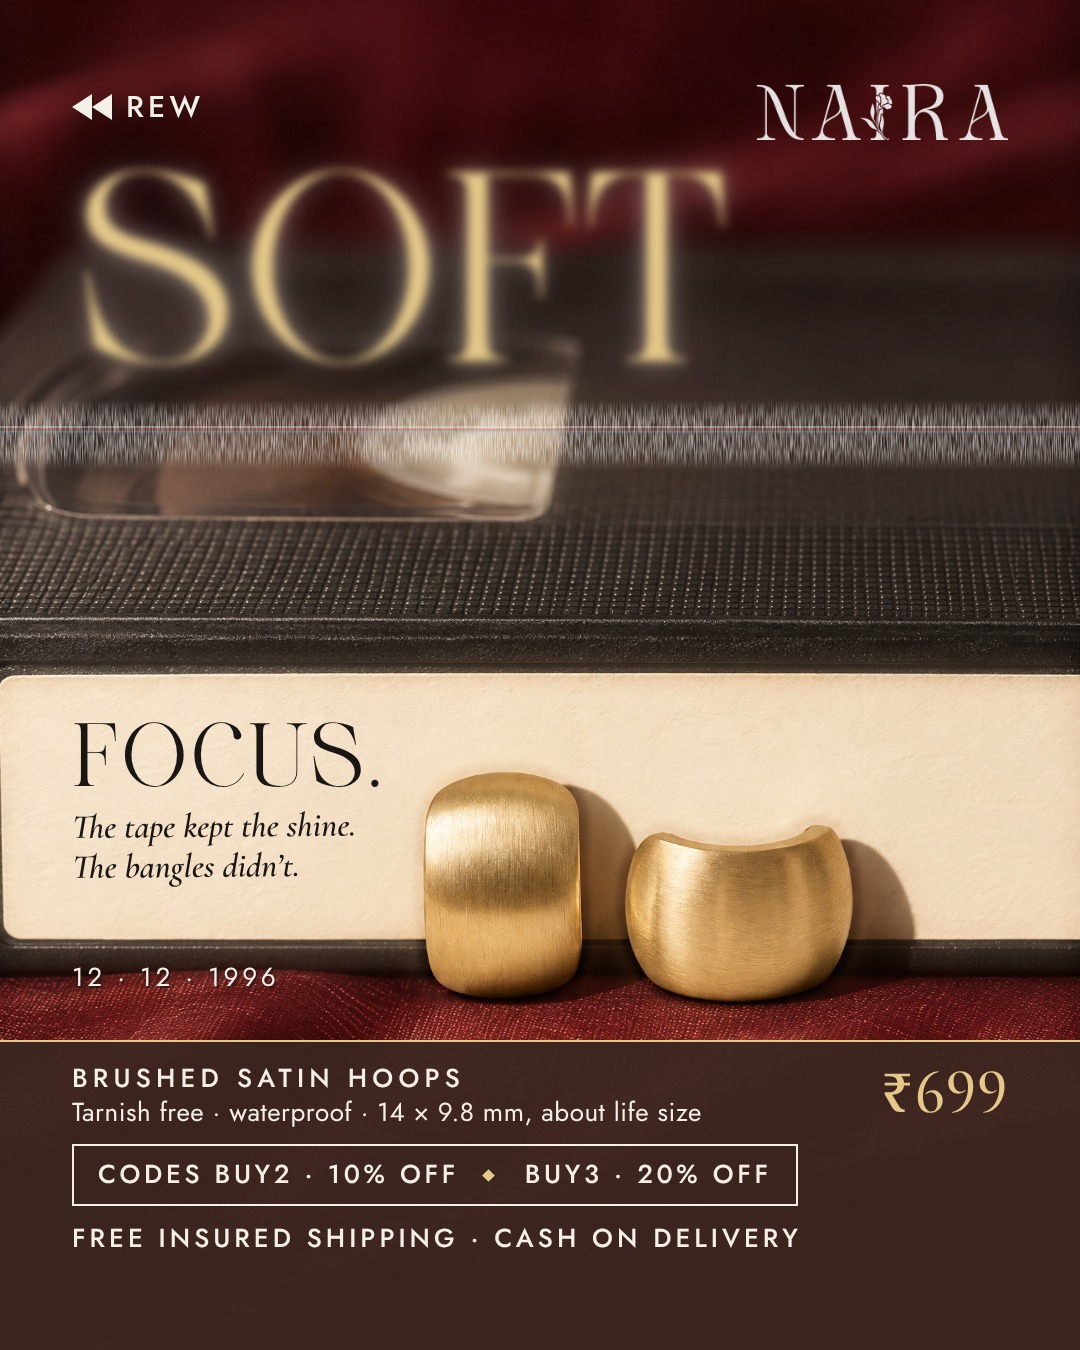 REW
NAIRA
SOFT
FOCUS.
The tape kept the shine.
The bangles didn't.
12 · 12 · 1996
BRUSHED SATIN HOOPS
₹699
Tarnish free · waterproof · 14 × 9.8 mm, about life size
CODES BUY2 · 10% OFF ◆ BUY3 · 20% OFF
FREE INSURED SHIPPING · CASH ON DELIVERY